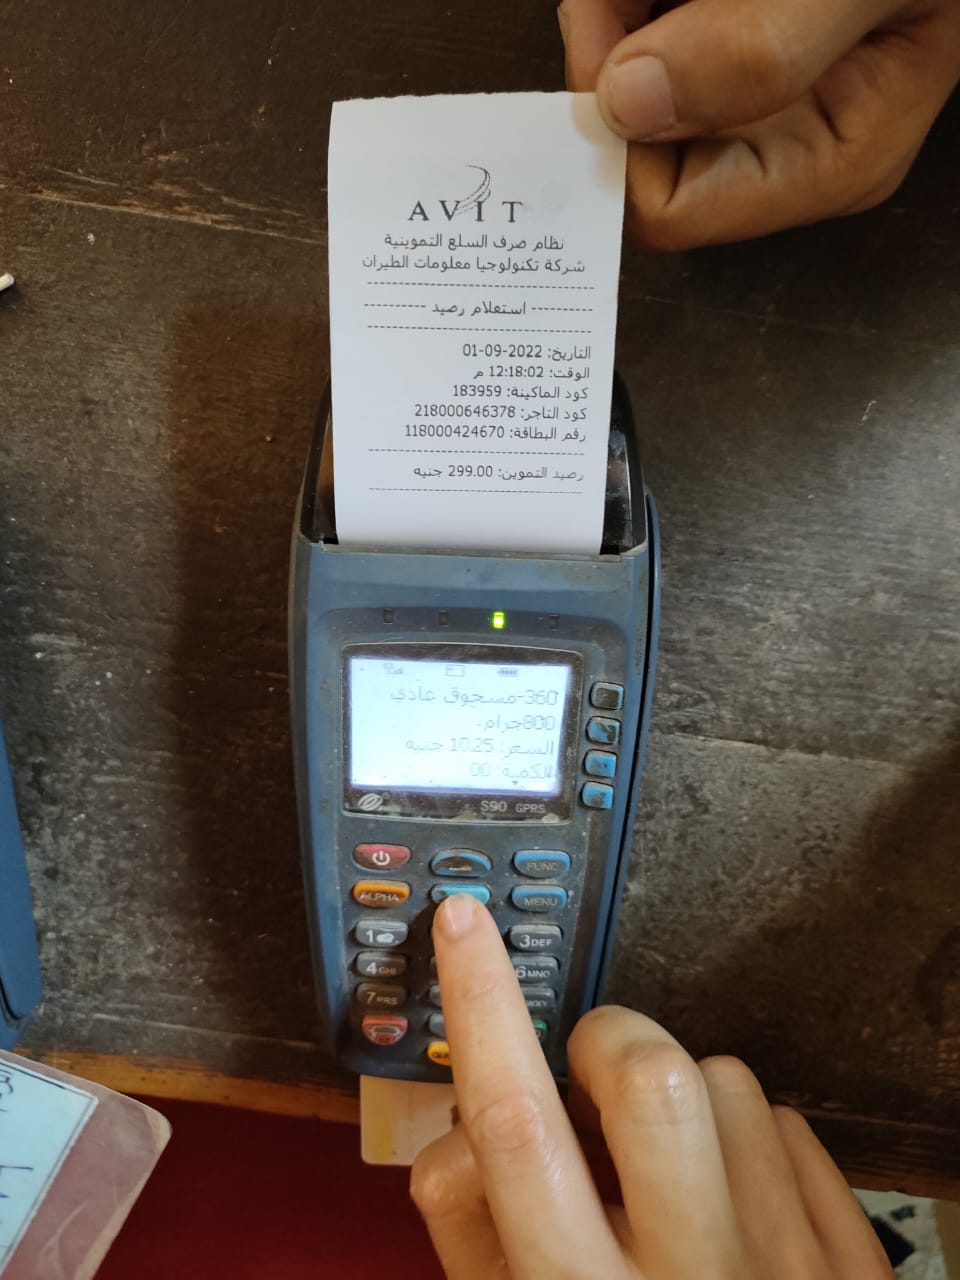 AVIT
نظام صرف السلع التموينية
شركة تكنولوجيا معلومات الطيران
---------- استعلام رصيد ----------
التاريخ: 2022-09-01
الوقت: 12:18:02 م
كود الماكينة: 183959
كود التاجر: 218000646378
رقم البطاقة: 118000424670
رصيد التموين: 299.00 جنيه
360-مسحوق عادي
800جرام.
السعر: 10.25 جنيه
الكمية: 00
S90 GPRS
FUNC
ALPHA
MENU
1
3DEF
4GHI
6MNO
7PRS
WXY